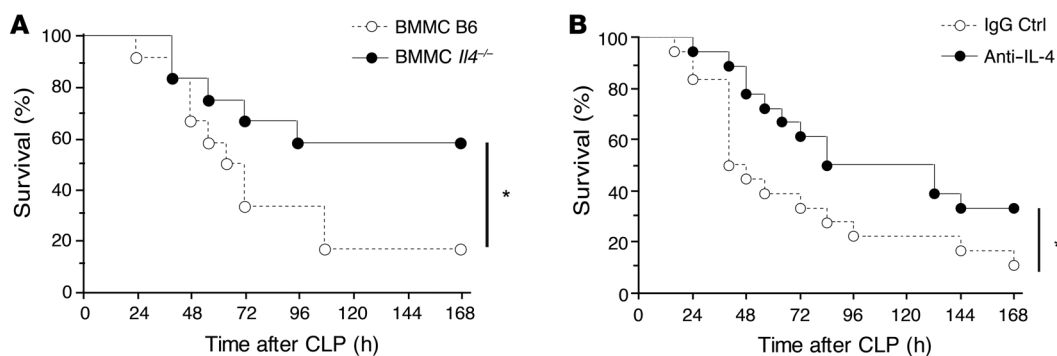 A
BMMC B6
BMMC Il4–/–
Survival (%)
100
80
60
40
20
0
*
0 24 48 72 96 120 144 168
Time after CLP (h)
B
IgG Ctrl
Anti–IL-4
Survival (%)
100
80
60
40
20
0
*
0 24 48 72 96 120 144 168
Time after CLP (h)